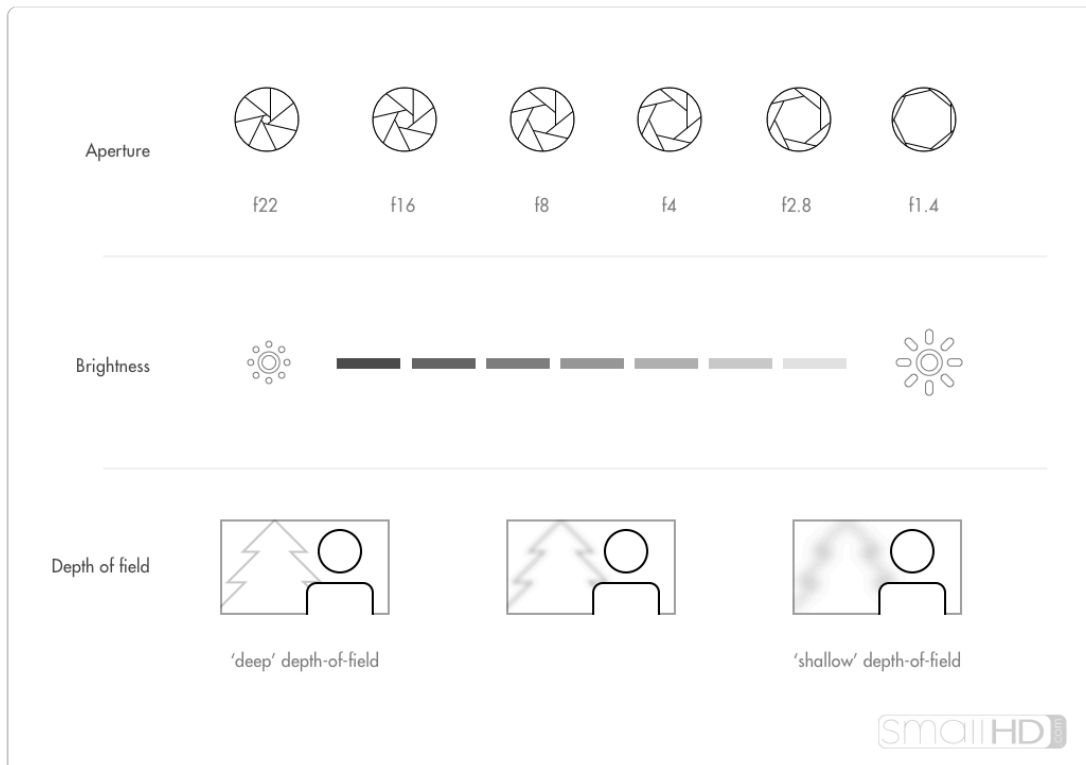 Aperture
f22 f16 f8 f4 f2.8 f1.4
Brightness
Depth of field
‘deep’ depth-of-field ‘shallow’ depth-of-field
smallHD.com